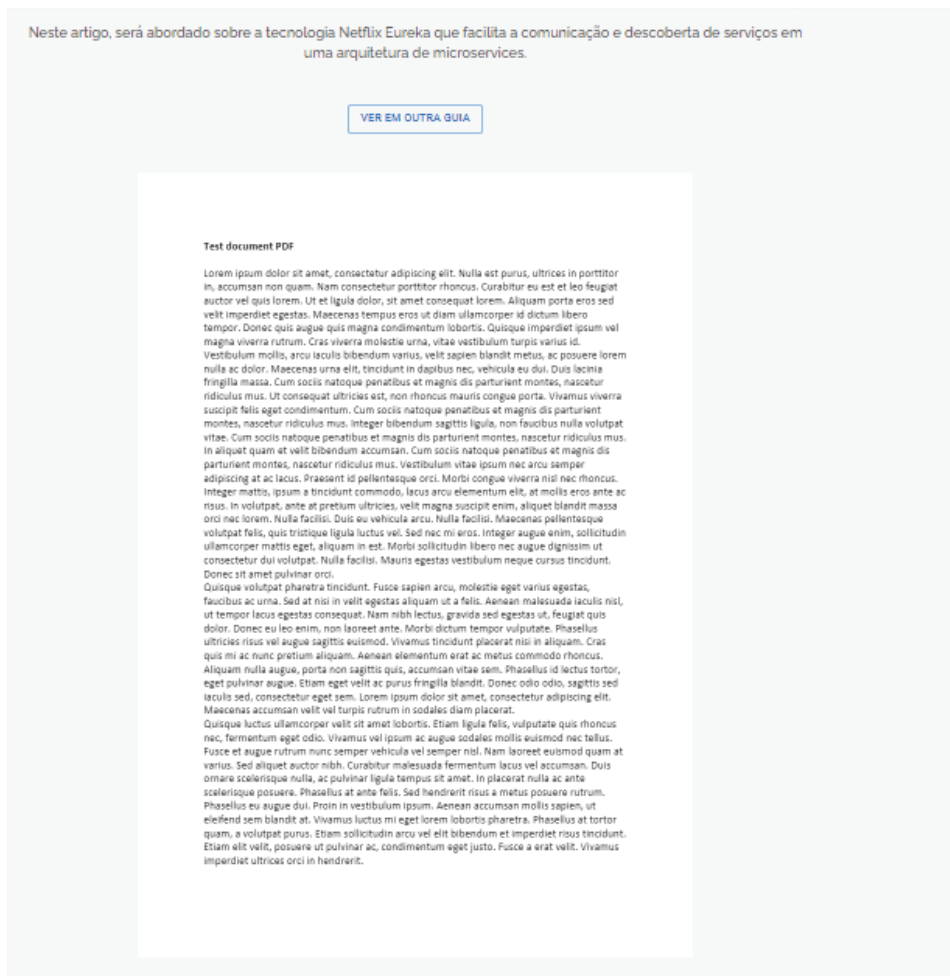 Neste artigo, será abordado sobre a tecnologia Netflix Eureka que facilita a comunicação e descoberta de serviços em
uma arquitetura de microservices.
VER EM OUTRA GUIA
Test document PDF
Lorem ipsum dolor sit amet, consectetur adipiscing elit. Nulla est purus, ultrices in porttitor
in, accumsan non quam. Nam consectetur porttitor rhoncus. Curabitur eu est et leo feugiat
auctor vel quis lorem. Ut et ligula dolor, sit amet consequat lorem. Aliquam porta eros sed
velit imperdiet egestas. Maecenas tempus eros ut diam ullamcorper id dictum libero
tempor. Donec quis augue quis magna condimentum lobortis. Quisque imperdiet ipsum vel
magna viverra rutrum. Cras viverra molestie urna, vitae vestibulum turpis varius id.
Vestibulum mollis, arcu iaculis bibendum varius, velit sapien blandit metus, ac posuere lorem
nulla ac dolor. Maecenas urna elit, tincidunt in dapibus nec, vehicula eu dui. Duis lacinia
fringilla massa. Cum sociis natoque penatibus et magnis dis parturient montes, nascetur
ridiculus mus. Ut consequat ultricies est, non rhoncus mauris congue porta. Vivamus viverra
suscipit felis eget condimentum. Cum sociis natoque penatibus et magnis dis parturient
montes, nascetur ridiculus mus. Integer bibendum sagittis ligula, non faucibus nulla volutpat
vitae. Cum sociis natoque penatibus et magnis dis parturient montes, nascetur ridiculus mus.
In aliquet quam et velit bibendum accumsan. Cum sociis natoque penatibus et magnis dis
parturient montes, nascetur ridiculus mus. Vestibulum vitae ipsum nec arcu semper
adipiscing at ac lacus. Praesent id pellentesque orci. Morbi congue viverra nisl nec rhoncus.
Integer mattis, ipsum a tincidunt commodo, lacus arcu elementum elit, at mollis eros ante ac
risus. In volutpat, ante at pretium ultricies, velit magna suscipit enim, aliquet blandit massa
orci nec lorem. Nulla facilisi. Duis eu vehicula arcu. Nulla facilisi. Maecenas pellentesque
volutpat felis, quis tristique ligula luctus vel. Sed nec mi eros. Integer augue enim, sollicitudin
ullamcorper mattis eget, aliquam in est. Morbi sollicitudin libero nec augue dignissim ut
consectetur dui volutpat. Nulla facilisi. Mauris egestas vestibulum neque cursus tincidunt.
Donec sit amet pulvinar orci.
Quisque volutpat pharetra tincidunt. Fusce sapien arcu, molestie eget varius egestas,
faucibus ac urna. Sed at nisi in velit egestas aliquam ut a felis. Aenean malesuada iaculis nisl,
ut tempor lacus egestas consequat. Nam nibh lectus, gravida sed egestas ut, feugiat quis
dolor. Donec eu leo enim, non laoreet ante. Morbi dictum tempor vulputate. Phasellus
ultricies risus vel augue sagittis euismod. Vivamus tincidunt placerat nisi in aliquam. Cras
quis mi ac nunc pretium aliquam. Aenean elementum erat ac metus commodo rhoncus.
Aliquam nulla augue, porta non sagittis quis, accumsan vitae sem. Phasellus id lectus tortor,
eget pulvinar augue. Etiam eget velit ac purus fringilla blandit. Donec odio odio, sagittis sed
iaculis sed, consectetur eget sem. Lorem ipsum dolor sit amet, consectetur adipiscing elit.
Maecenas accumsan velit vel turpis rutrum in sodales diam placerat.
Quisque luctus ullamcorper velit sit amet lobortis. Etiam ligula felis, vulputate quis rhoncus
nec, fermentum eget odio. Vivamus vel ipsum ac augue sodales mollis euismod nec tellus.
Fusce et augue rutrum nunc semper vehicula vel semper nisl. Nam laoreet euismod quam at
varius. Sed aliquet auctor nibh. Curabitur malesuada fermentum lacus vel accumsan. Duis
ornare scelerisque nulla, ac pulvinar ligula tempus sit amet. In placerat nulla ac ante
scelerisque posuere. Phasellus at ante felis. Sed hendrerit risus a metus posuere rutrum.
Phasellus eu augue dui. Proin in vestibulum ipsum. Aenean accumsan mollis sapien, ut
eleifend sem blandit at. Vivamus luctus mi eget lorem lobortis pharetra. Phasellus at tortor
quam, a volutpat purus. Etiam sollicitudin arcu vel elit bibendum et imperdiet risus tincidunt.
Etiam elit velit, posuere ut pulvinar ac, condimentum eget justo. Fusce a erat velit. Vivamus
imperdiet ultrices orci in hendrerit.